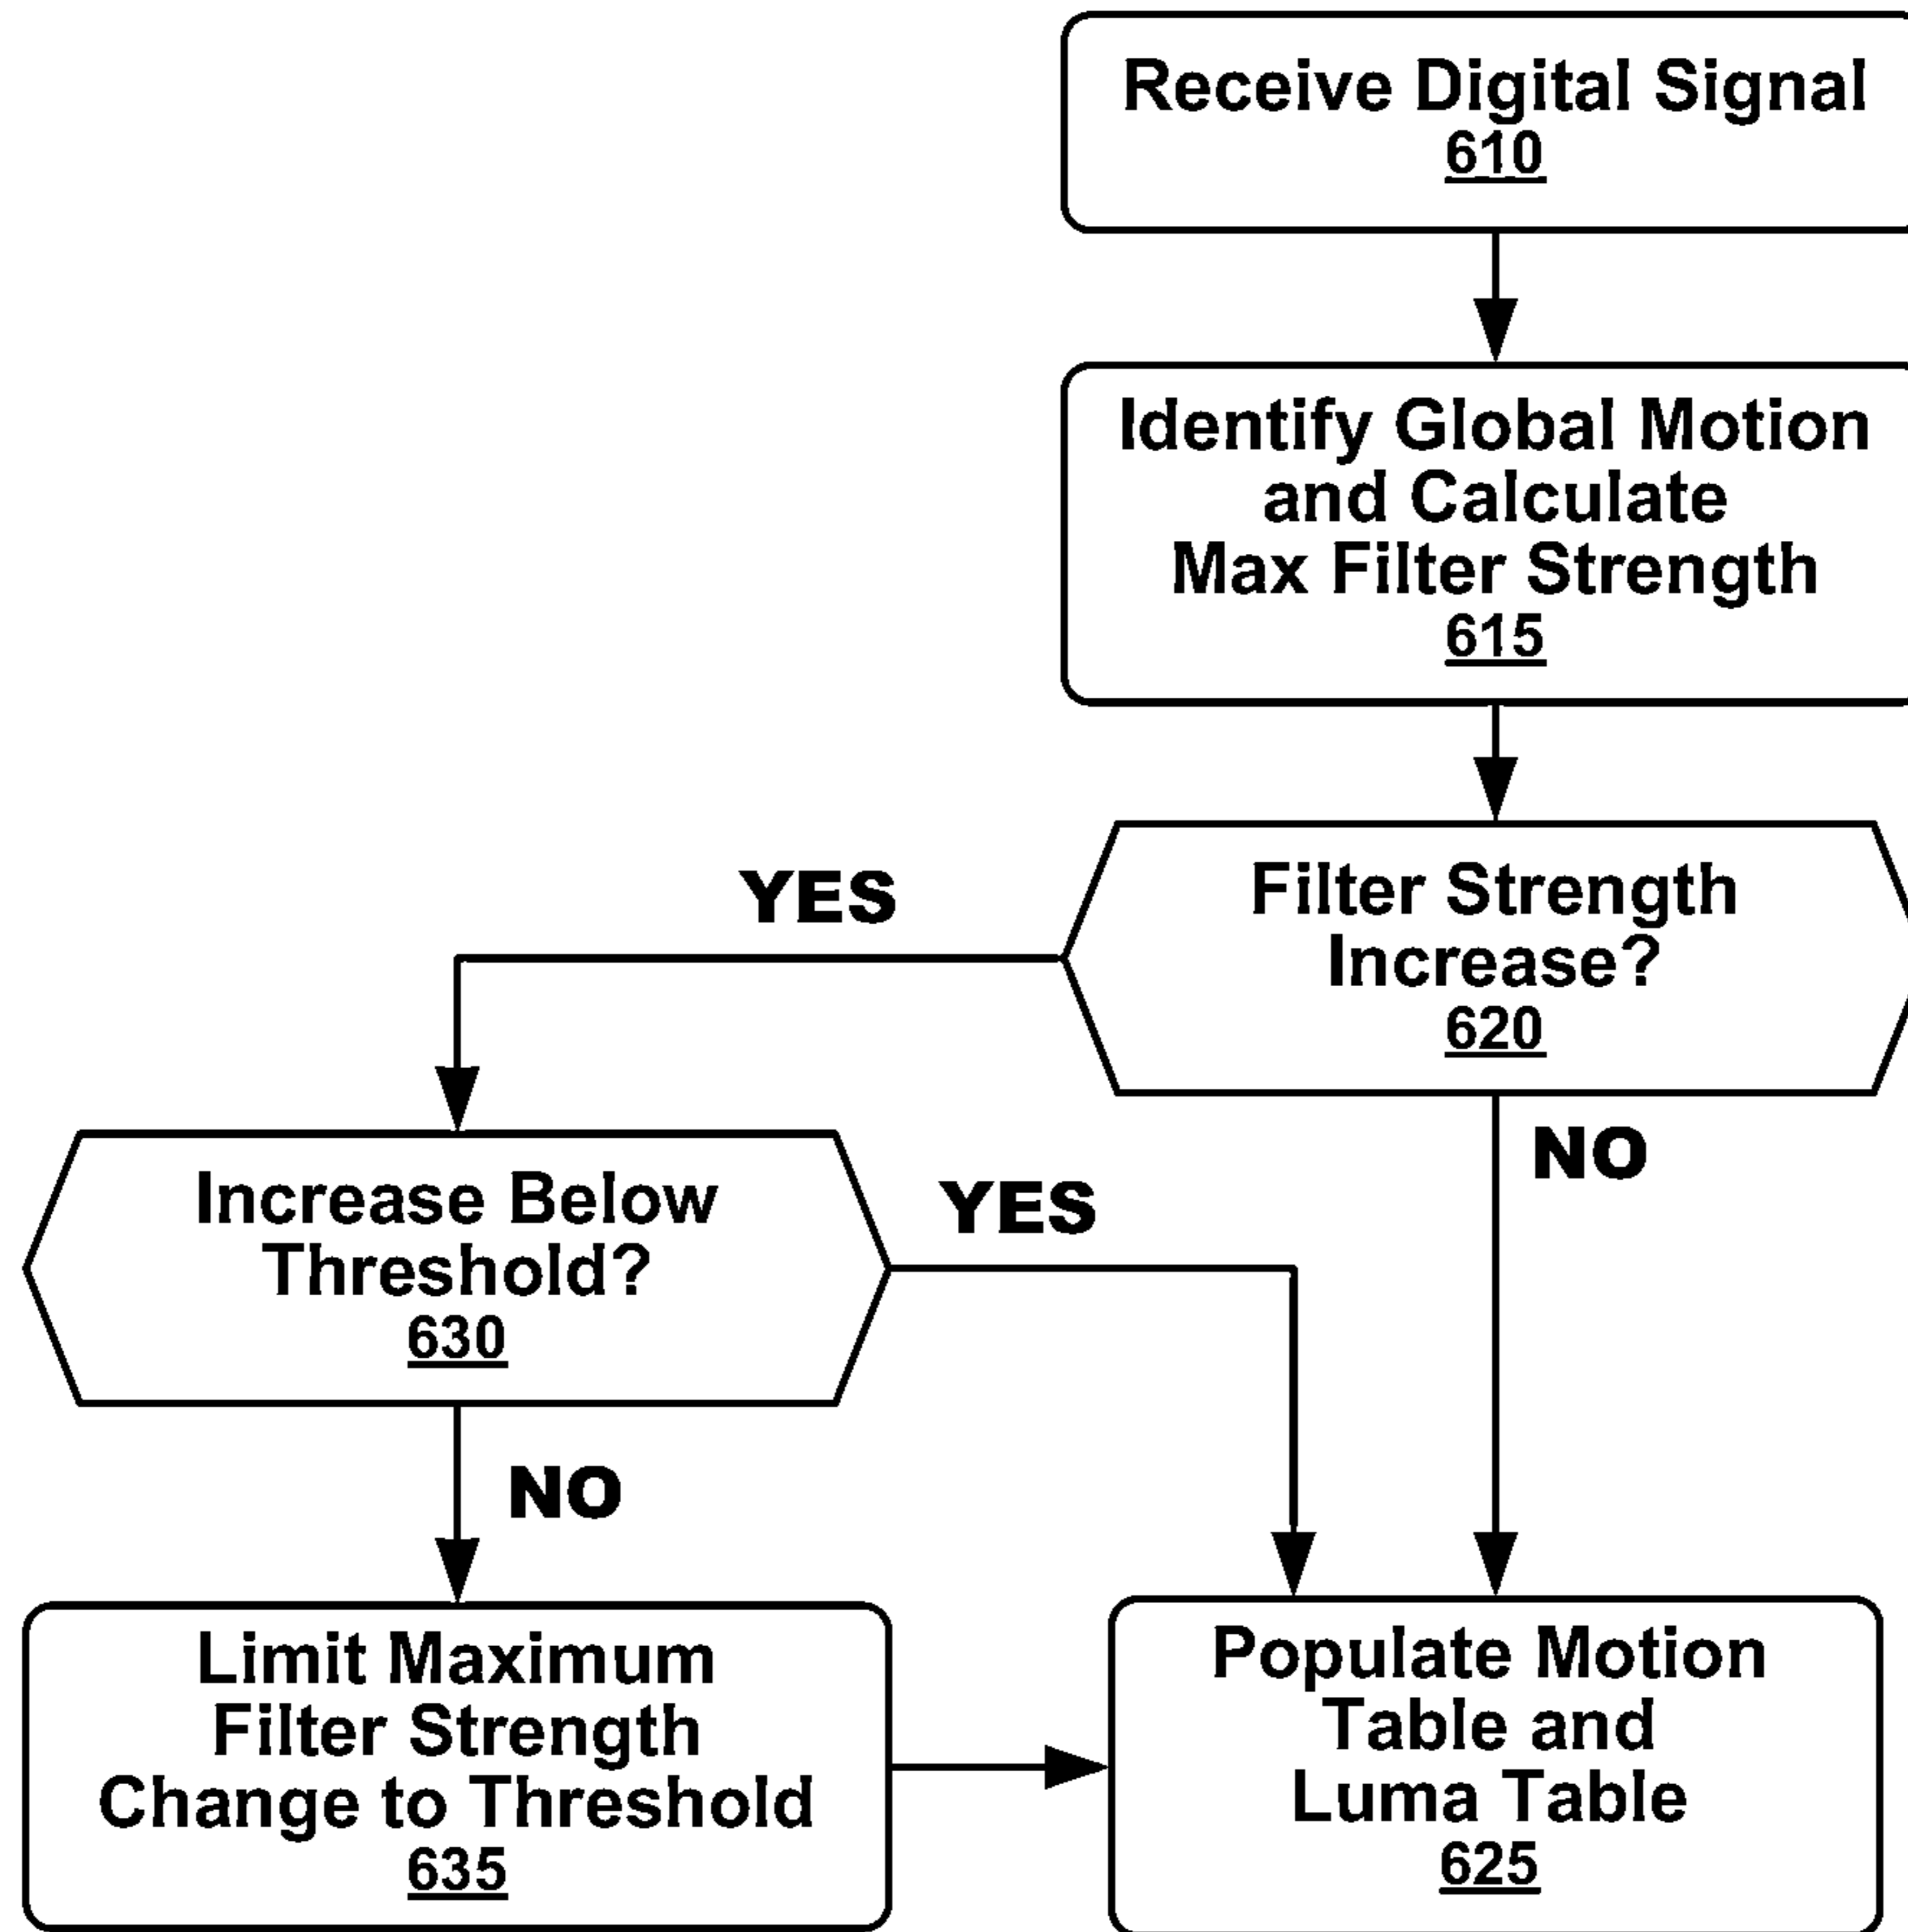 Receive Digital Signal
610
Identify Global Motion
and Calculate
Max Filter Strength
615
YES
Filter Strength
Increase?
620
NO
Increase Below
Threshold?
630
YES
NO
Limit Maximum
Filter Strength
Change to Threshold
635
Populate Motion
Table and
Luma Table
625